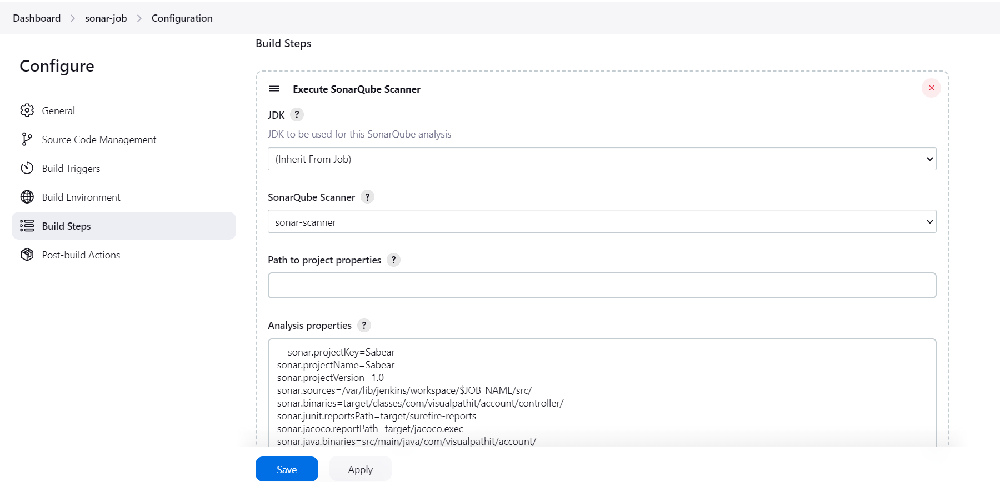 Dashboard > sonar-job > Configuration
Configure
General
Source Code Management
Build Triggers
Build Environment
Build Steps
Post-build Actions
Build Steps
Execute SonarQube Scanner
JDK ?
JDK to be used for this SonarQube analysis
(Inherit From Job)
SonarQube Scanner ?
sonar-scanner
Path to project properties ?
Analysis properties ?
sonar.projectKey=Sabear
sonar.projectName=Sabear
sonar.projectVersion=1.0
sonar.sources=/var/lib/jenkins/workspace/$JOB_NAME/src/
sonar.binaries=target/classes/com/visualpathit/account/controller/
sonar.junit.reportsPath=target/surefire-reports
sonar.jacoco.reportPath=target/jacoco.exec
sonar.java.binaries=src/main/java/com/visualpathit/account/
Save
Apply